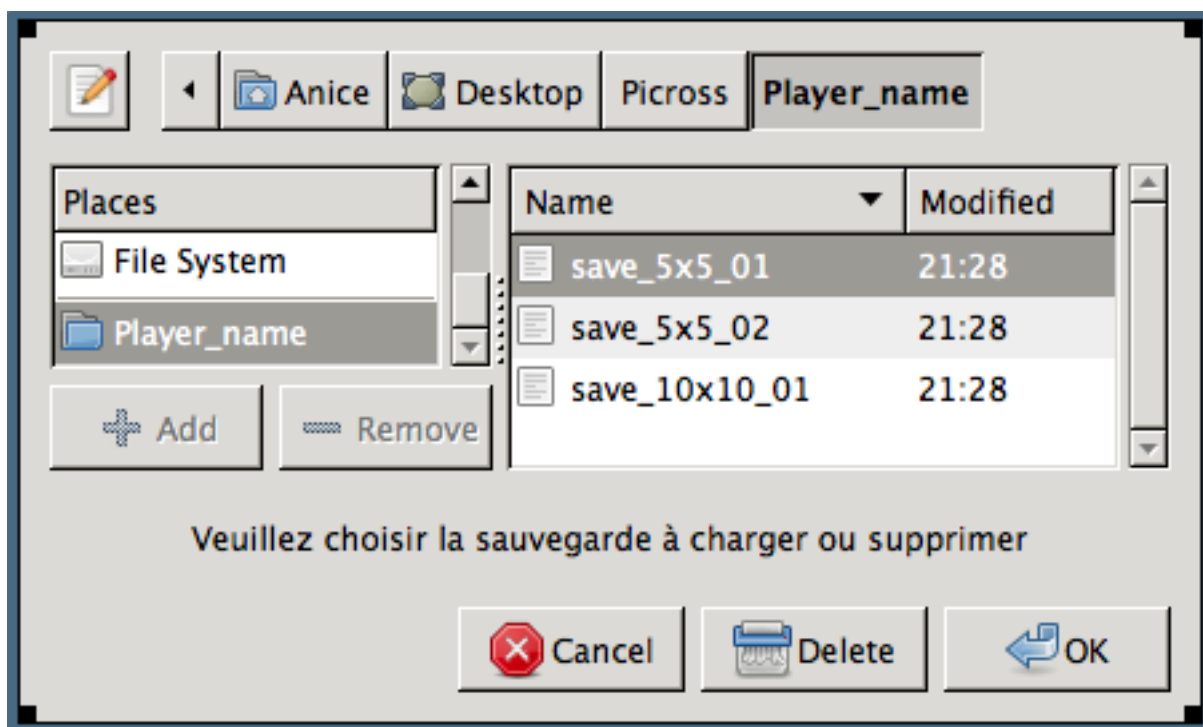 Anice Desktop Picross Player_name
Places
File System
Player_name
Add Remove
Name Modified
save_5x5_01 21:28
save_5x5_02 21:28
save_10x10_01 21:28
Veuillez choisir la sauvegarde à charger ou supprimer
Cancel Delete OK